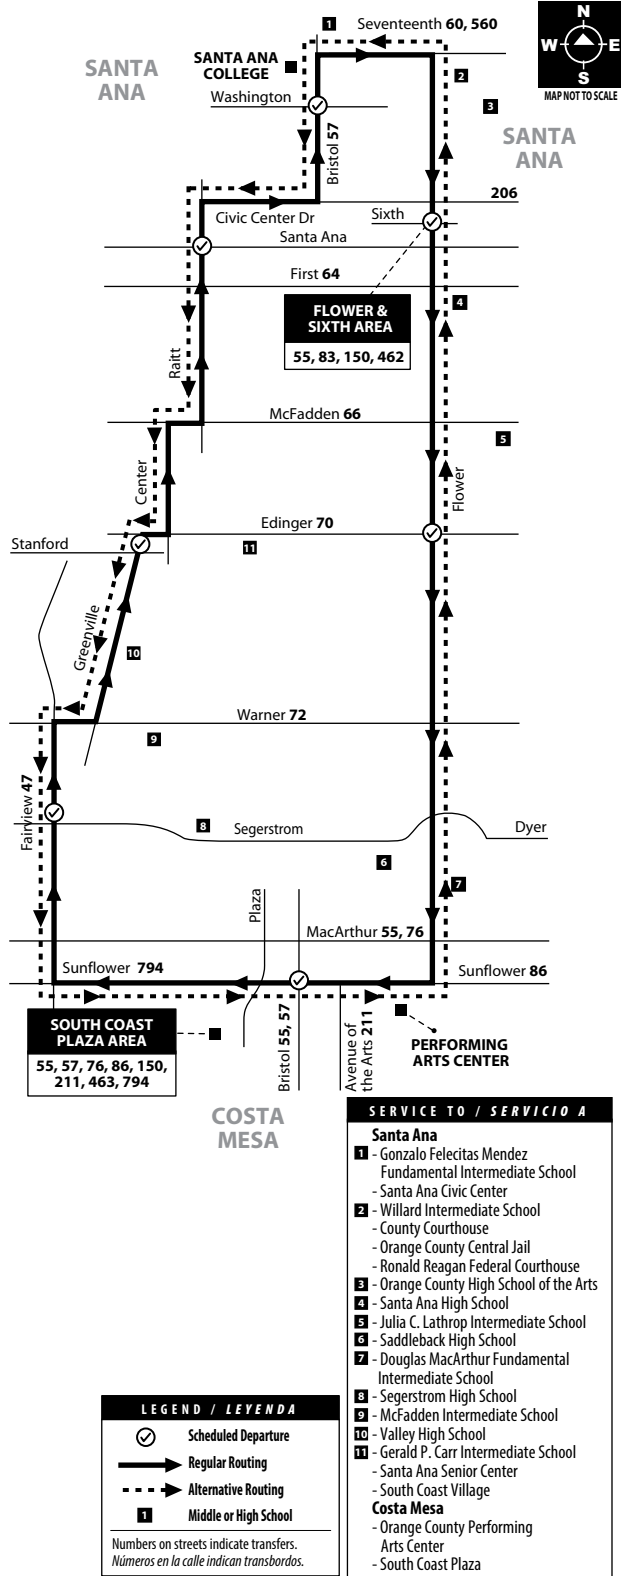 1
Seventeenth 60, 560
N
W E
S
MAP NOT TO SCALE
SANTA
ANA
SANTA ANA
COLLEGE
2
Washington
3
SANTA
ANA
Bristol 57
206
Civic Center Dr
Sixth
Santa Ana
First 64
FLOWER &
SIXTH AREA
55, 83, 150, 462
4
Raitt
McFadden 66
5
Center
Flower
Edinger 70
Stanford
11
Greenville
10
Warner 72
9
Fairview 47
8
Segerstrom
Dyer
6
7
Plaza
MacArthur 55, 76
Sunflower 794
Sunflower 86
SOUTH COAST
PLAZA AREA
55, 57, 76, 86, 150,
211, 463, 794
Bristol 55, 57
Avenue of
the Arts 211
PERFORMING
ARTS CENTER
COSTA
MESA
SERVICE TO / SERVICIO A
Santa Ana
1 - Gonzalo Felecitas Mendez
Fundamental Intermediate School
- Santa Ana Civic Center
2 - Willard Intermediate School
- County Courthouse
- Orange County Central Jail
- Ronald Reagan Federal Courthouse
3 - Orange County High School of the Arts
4 - Santa Ana High School
5 - Julia C. Lathrop Intermediate School
6 - Saddleback High School
7 - Douglas MacArthur Fundamental
Intermediate School
8 - Segerstrom High School
9 - McFadden Intermediate School
10 - Valley High School
11 - Gerald P. Carr Intermediate School
- Santa Ana Senior Center
- South Coast Village
Costa Mesa
- Orange County Performing
Arts Center
- South Coast Plaza
LEGEND / LEYENDA
Scheduled Departure
Regular Routing
Alternative Routing
1 Middle or High School
Numbers on streets indicate transfers.
Números en la calle indican transbordos.